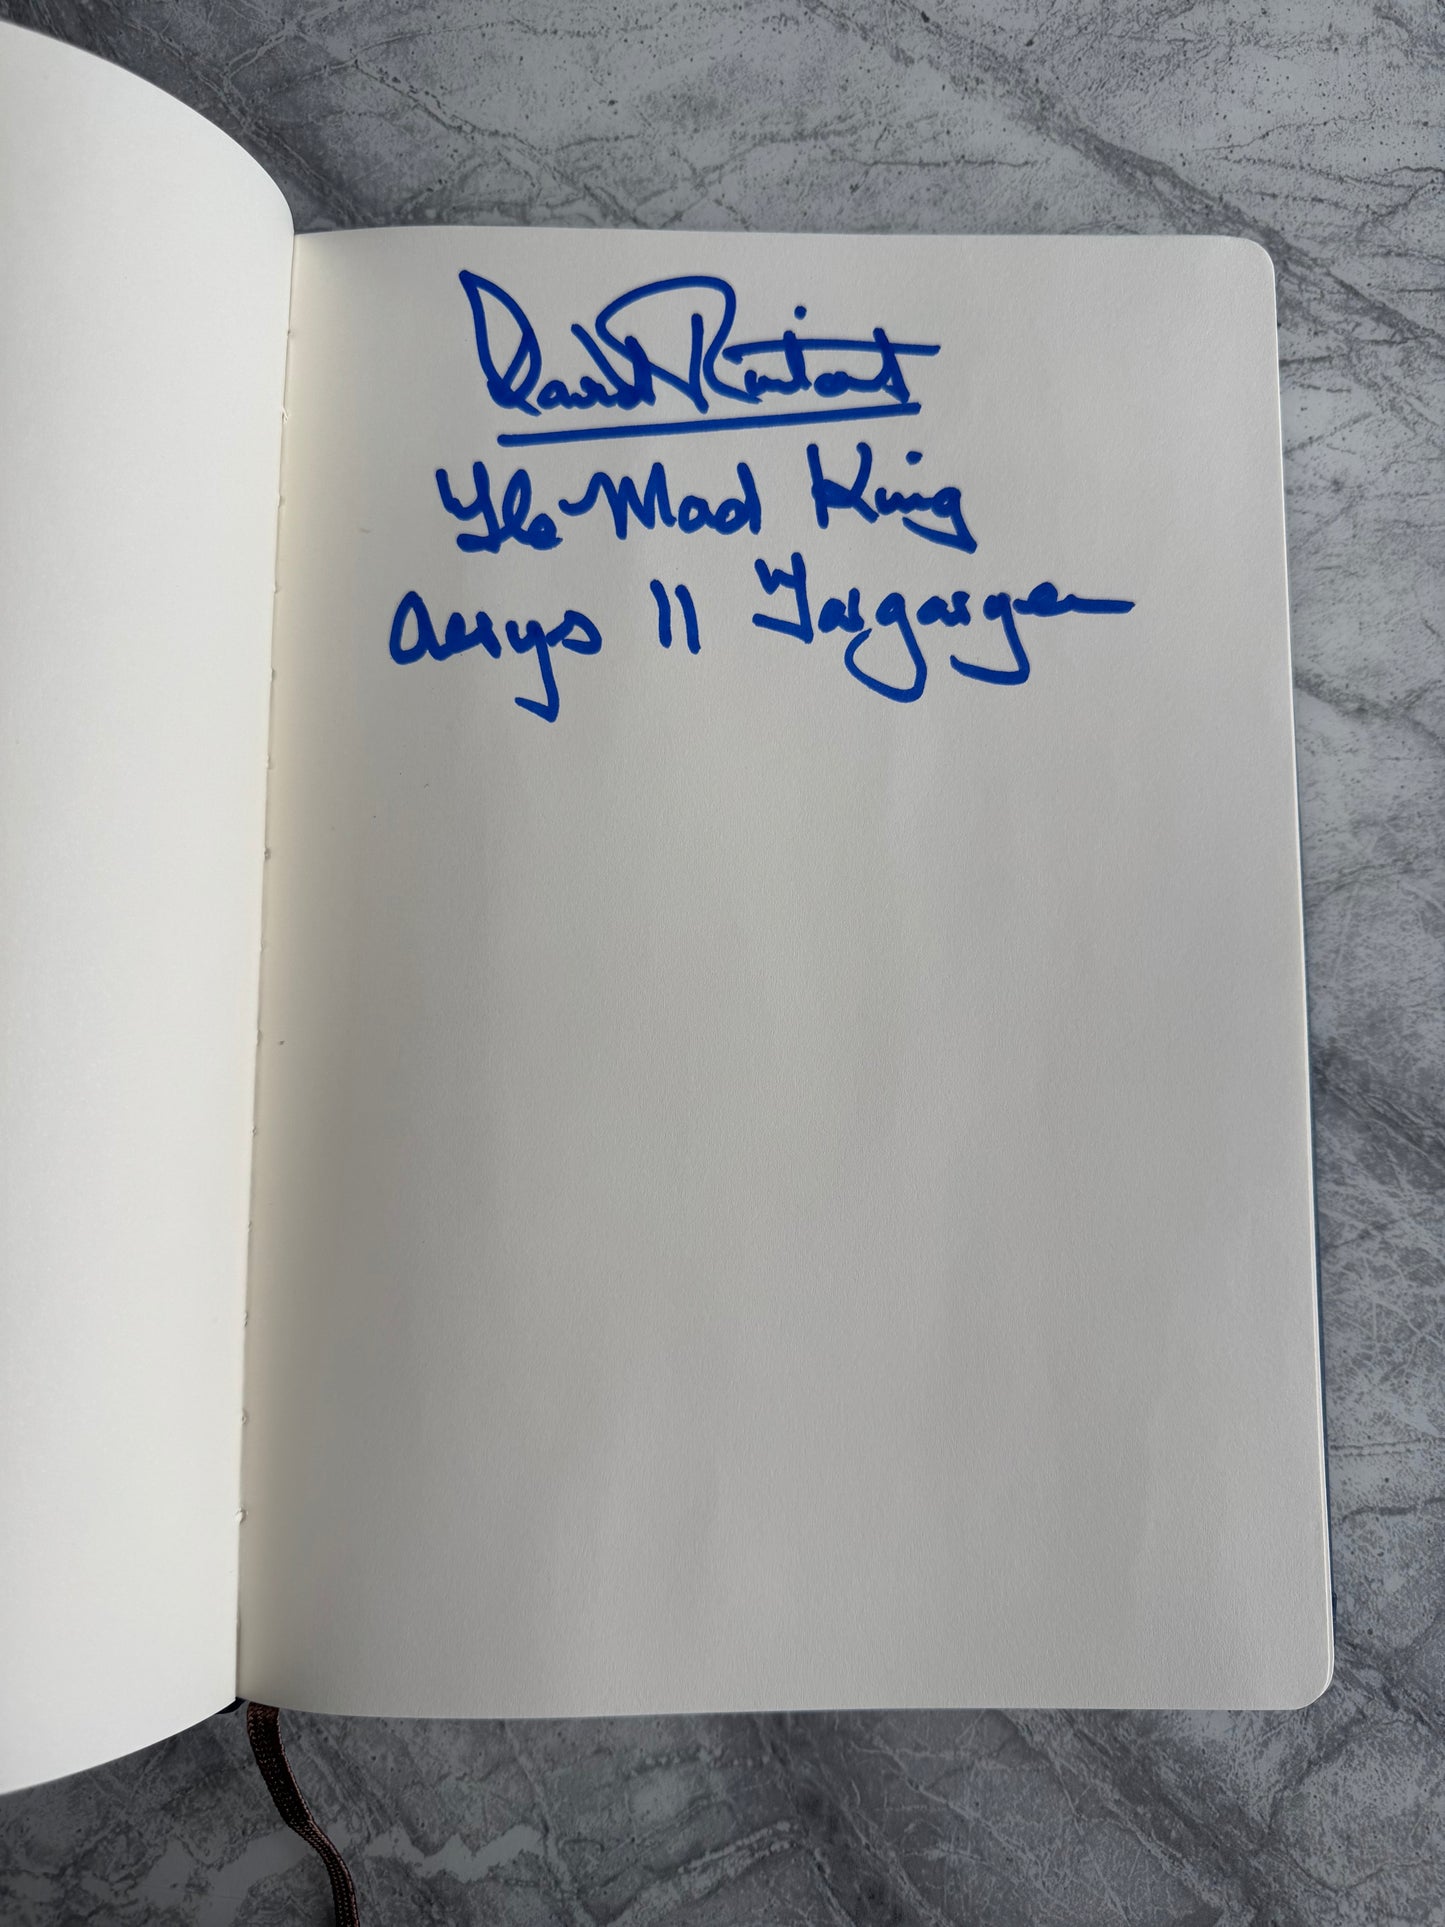 David Rintoul
The Mad King
Aerys II Targaryen